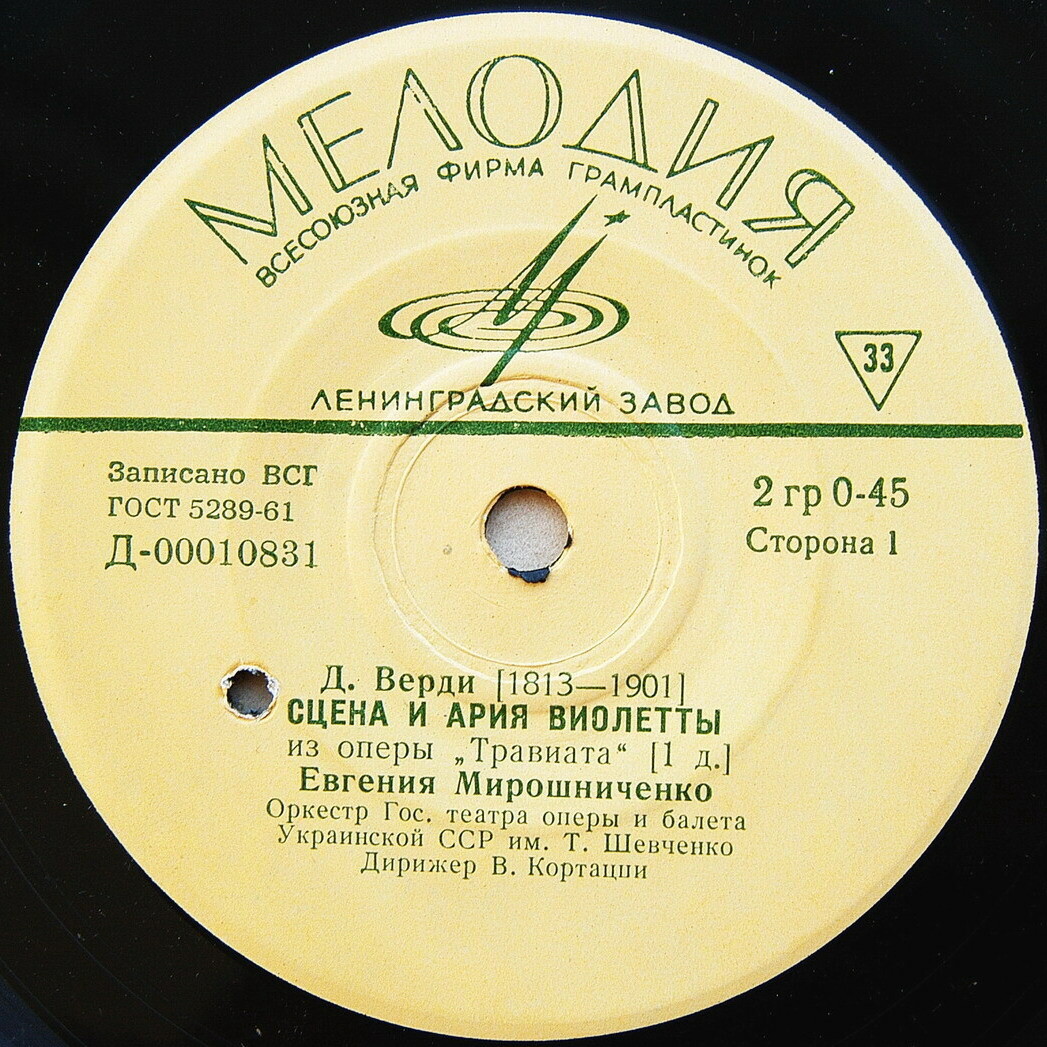 МЕЛОДИЯ
ВСЕСОЮЗНАЯ ФИРМА ГРАМПЛАСТИНОК
33
ЛЕНИНГРАДСКИЙ ЗАВОД
Записано ВСГ
ГОСТ 5289-61
Д-00010831
2 гр 0-45
Сторона 1
Д. Верди [1813—1901]
СЦЕНА И АРИЯ ВИОЛЕТТЫ
из оперы „Травиата“ [1 д.]
Евгения Мирошниченко
Оркестр Гос. театра оперы и балета
Украинской ССР им. Т. Шевченко
Дирижер В. Кортацци